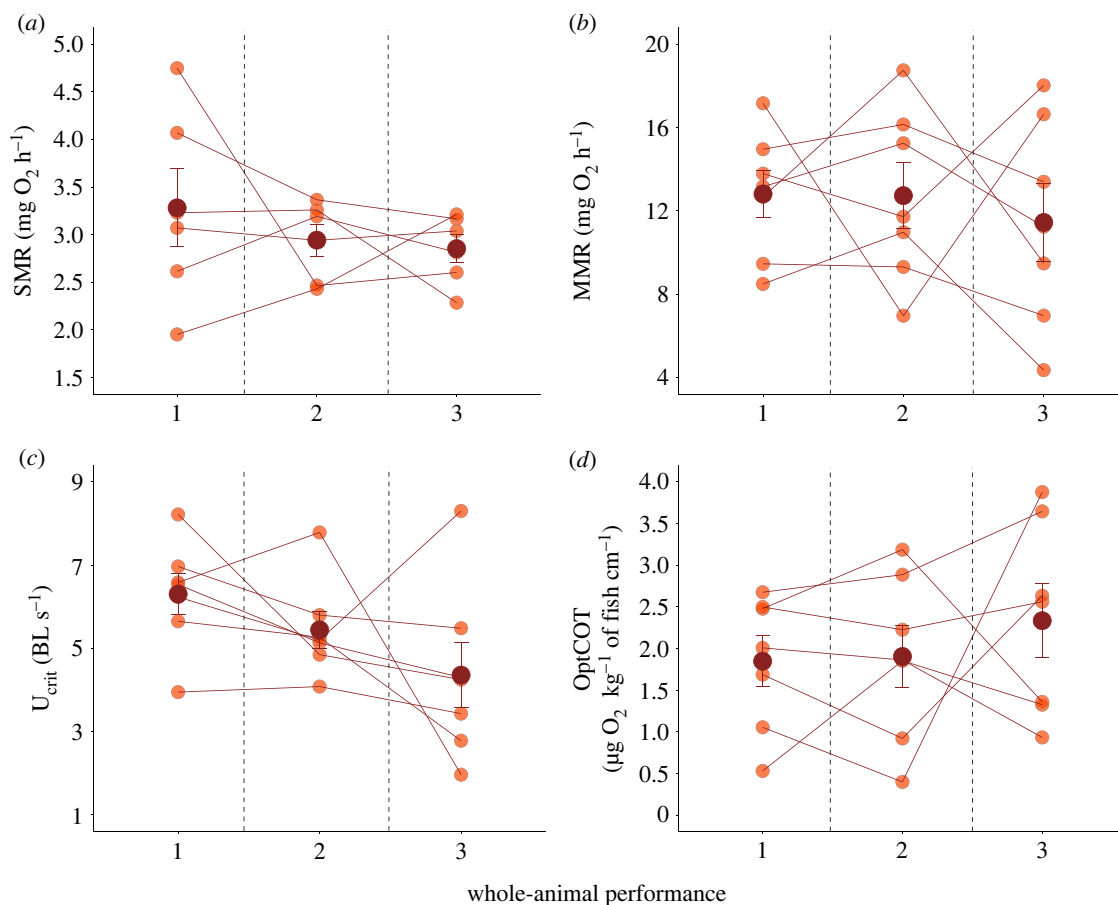 (a)
5.0
4.5
4.0
3.5
3.0
2.5
2.0
1.5
SMR (mg O₂ h⁻¹)
1 2 3
(b)
20
16
12
8
4
MMR (mg O₂ h⁻¹)
1 2 3
(c)
9
7
5
3
1
U_crit (BL s⁻¹)
1 2 3
(d)
4.0
3.5
3.0
2.5
2.0
1.5
1.0
0.5
0
OptCOT
(µg O₂ kg⁻¹ of fish cm⁻¹)
1 2 3
whole-animal performance